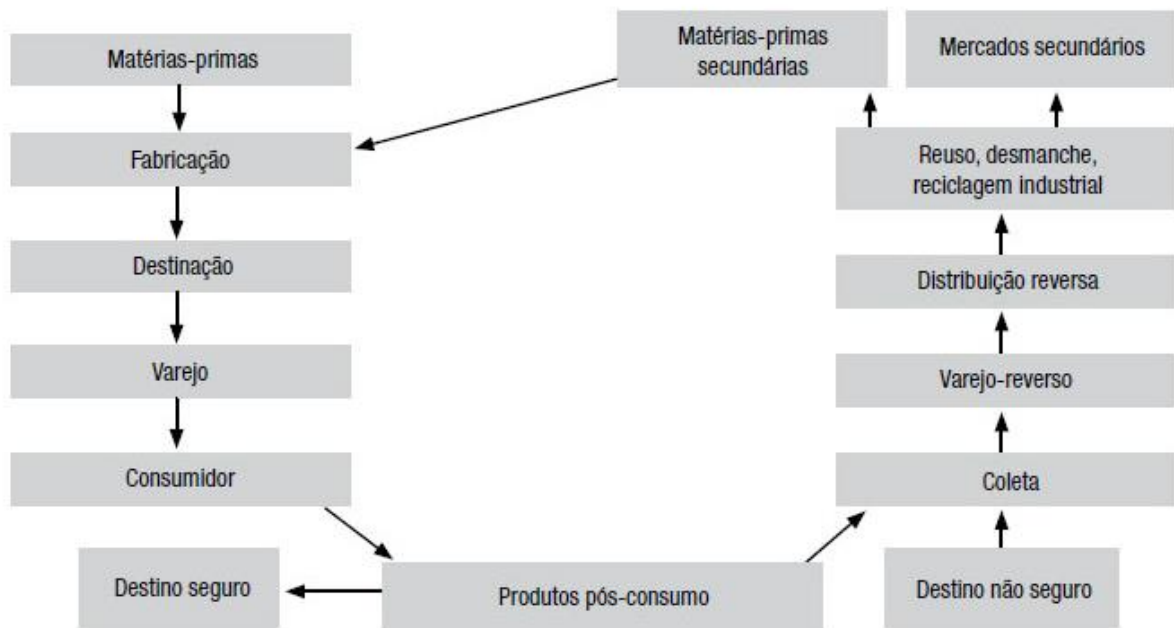 Matérias-primas
Fabricação
Destinação
Varejo
Consumidor
Destino seguro
Produtos pós-consumo
Matérias-primas
secundárias
Mercados secundários
Reuso, desmanche,
reciclagem industrial
Distribuição reversa
Varejo-reverso
Coleta
Destino não seguro